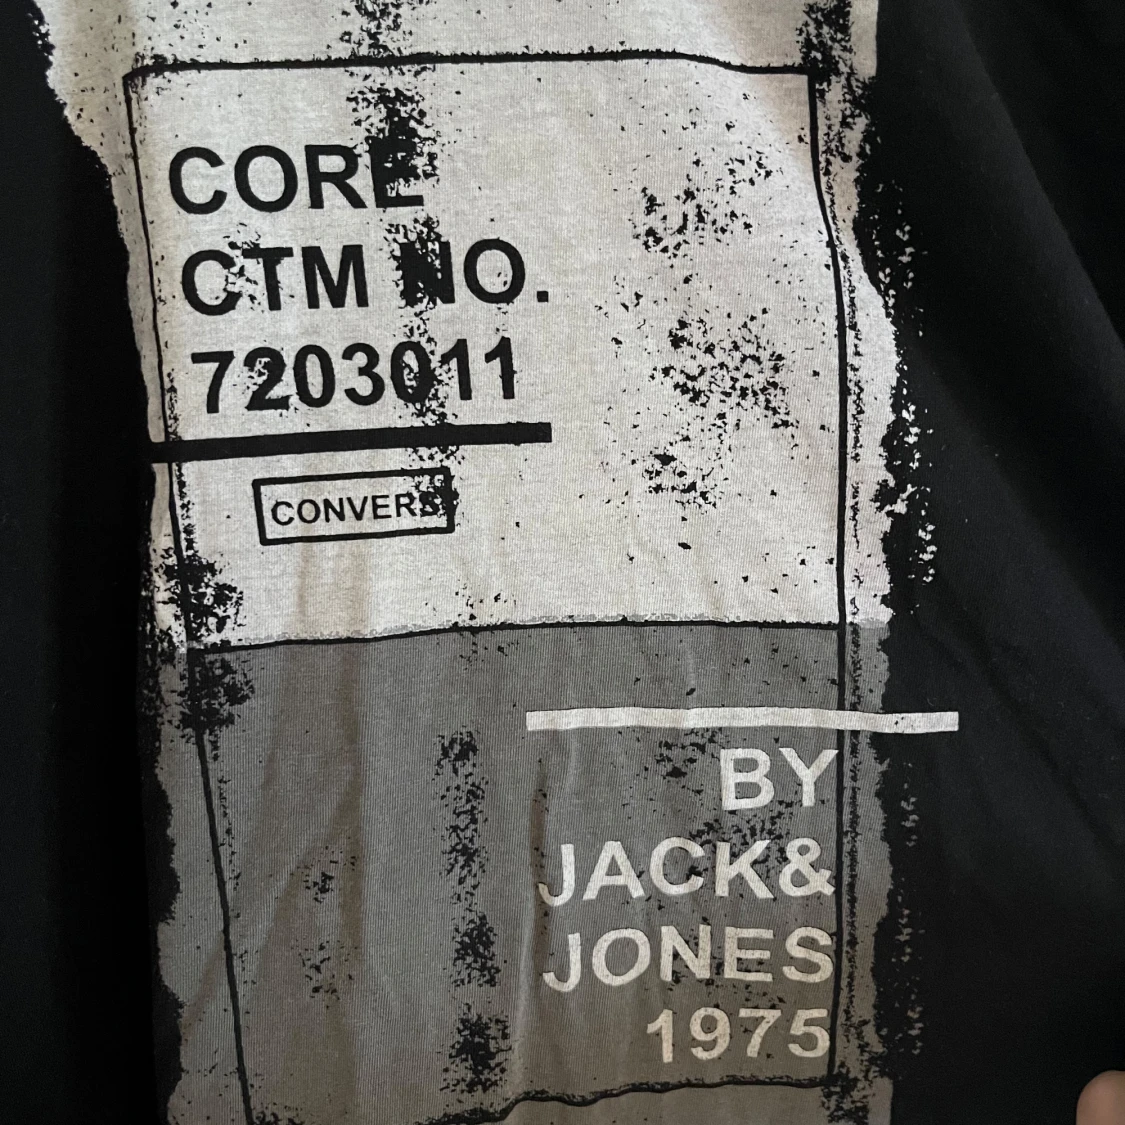 CORE
CTM NO.
7203011
CONVERS
BY
JACK&
JONES
1975